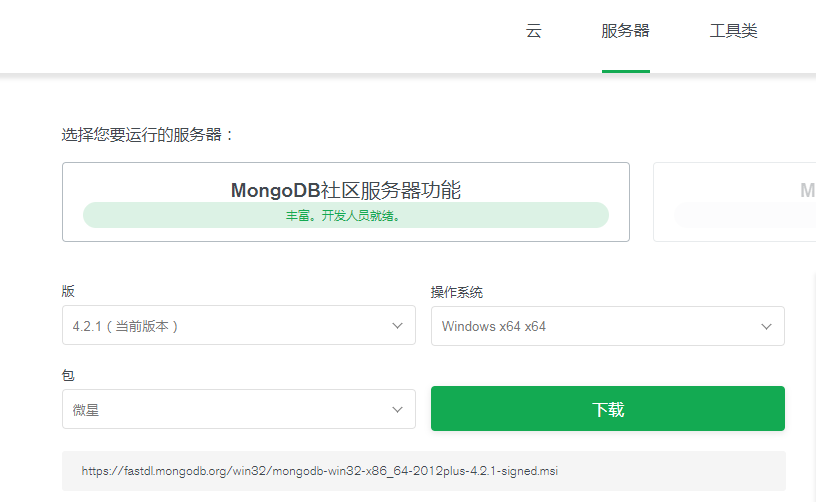 云 服务器 工具类
选择您要运行的服务器：
MongoDB社区服务器功能 M
丰富。开发人员就绪。
版 操作系统
4.2.1（当前版本） Windows x64 x64
包
微星 下载
https://fastdl.mongodb.org/win32/mongodb-win32-x86_64-2012plus-4.2.1-signed.msi